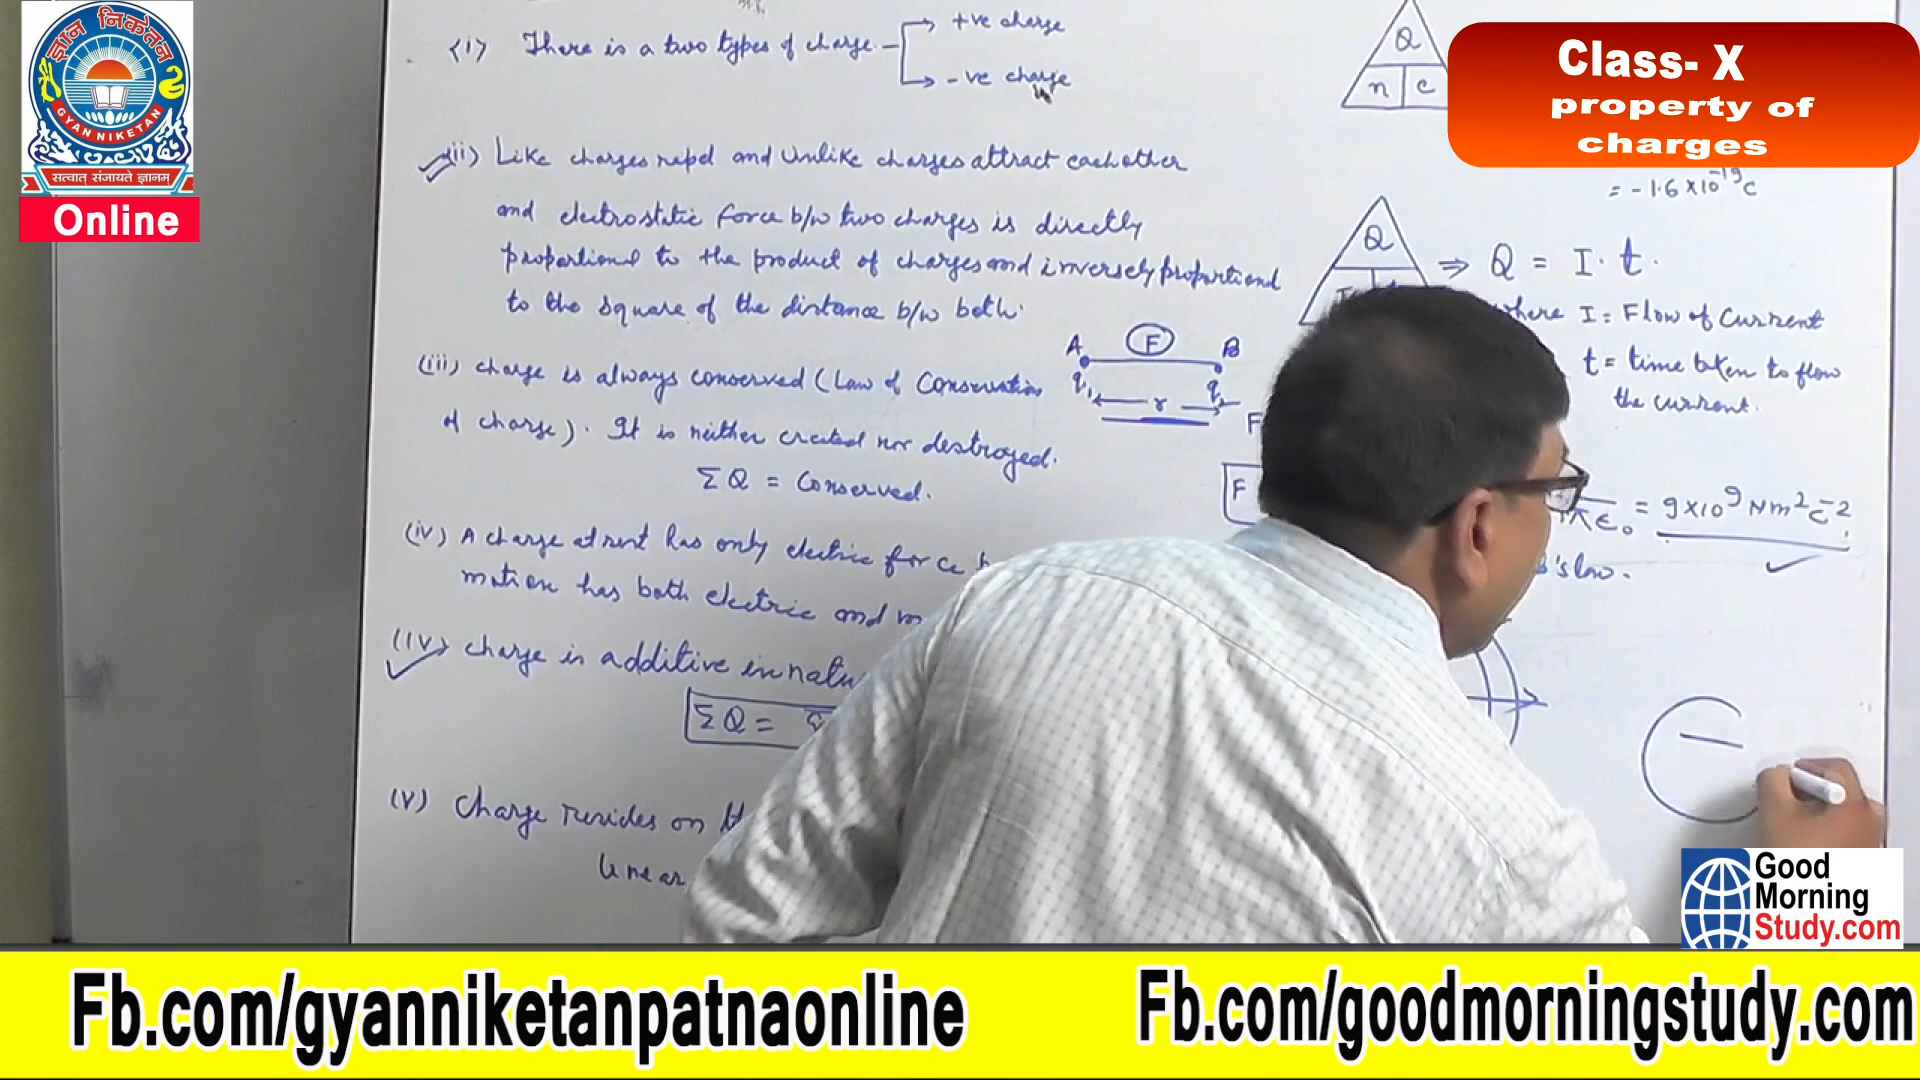 ज्ञान निकेतन
GYAN NIKETAN
सत्वात् संजायते ज्ञानम्
Online
Class- X
property of
charges
(i) There is a two types of charge
+ve charge
-ve charge
(ii) Like charges repel and Unlike charges attract each other
and electrostatic force b/w two charges is directly
proportional to the product of charges and inversely proportional
to the square of the distance b/w both.
(iii) charge is always conserved (Law of Conservation
of charge). It is neither created nor destroyed.
ΣQ = Conserved.
(iv) A charge at rest has only electric force
motion has both electric and
(IV) charge is additive in
ΣQ =
(V) Charge resides on
Q
n e
= -1.6×10⁻¹⁹C
Q
⇒ Q = I·t.
where I = Flow of Current
t = time taken to flow
the current.
A F B
q₁ r q₂
F
F
πε₀ = 9×10⁹ Nm²C⁻²
's law.
−
Good
Morning
Study.com
Fb.com/gyanniketanpatnaonline
Fb.com/goodmorningstudy.com